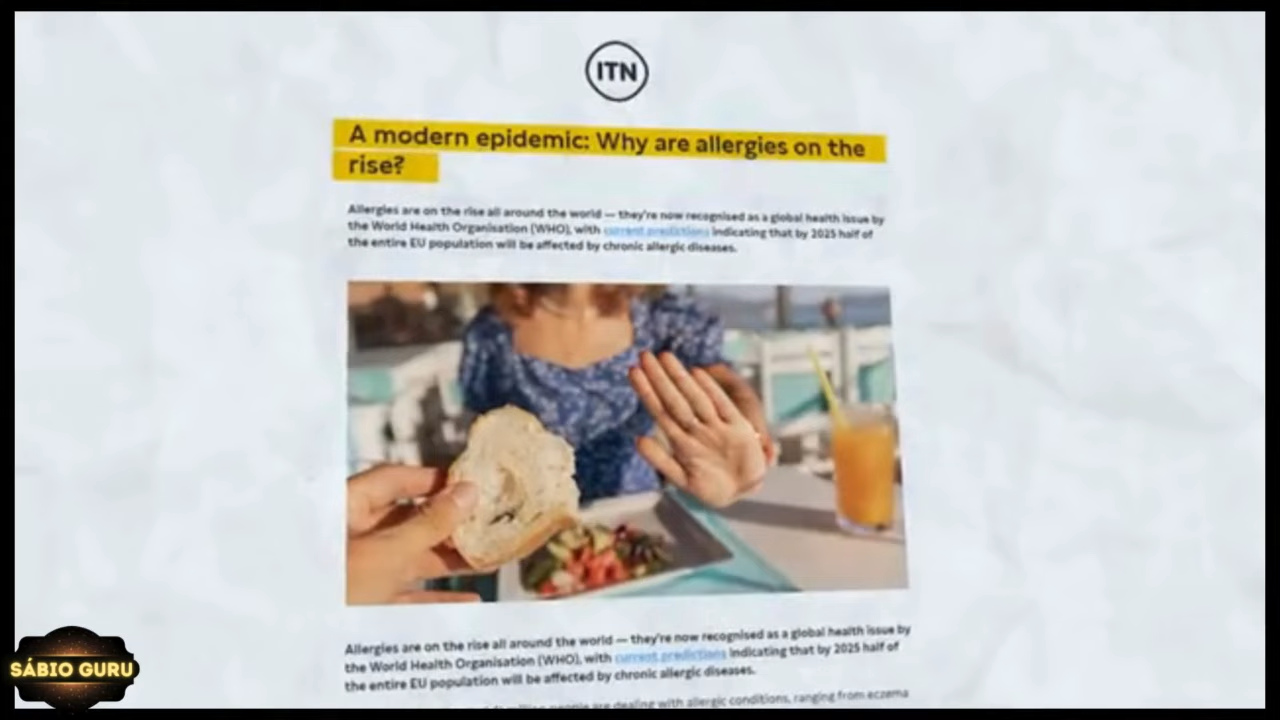 ITN
A modern epidemic: Why are allergies on the
rise?
Allergies are on the rise all around the world — they're now recognised as a global health issue by
the World Health Organisation (WHO), with current predictions indicating that by 2025 half of
the entire EU population will be affected by chronic allergic diseases.
Allergies are on the rise all around the world — they're now recognised as a global health issue by
the World Health Organisation (WHO), with current predictions indicating that by 2025 half of
the entire EU population will be affected by chronic allergic diseases.
people are dealing with allergic conditions, ranging from eczema
SÁBIO GURU